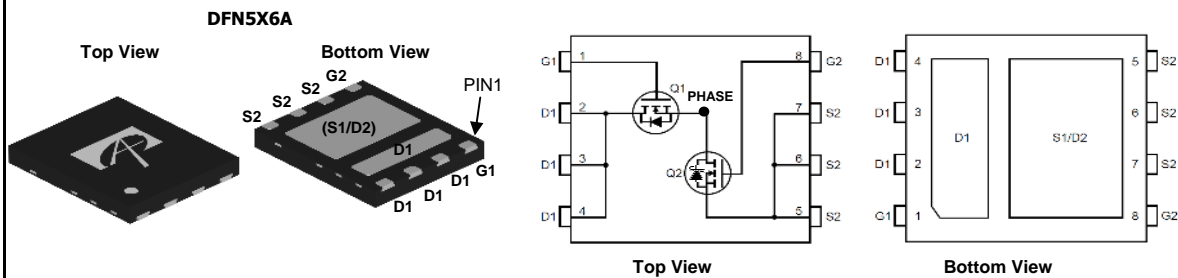 DFN5X6A
Top View
Bottom View
S2
S2
S2
G2
PIN1
(S1/D2)
D1
G1
D1
D1
D1
G1
1
8
G2
Q1
PHASE
D1
2
7
S2
D1
3
6
S2
Q2
D1
4
5
S2
Top View
D1
4
5
S2
D1
3
6
S2
D1
S1/D2
D1
2
7
S2
G1
1
8
G2
Bottom View